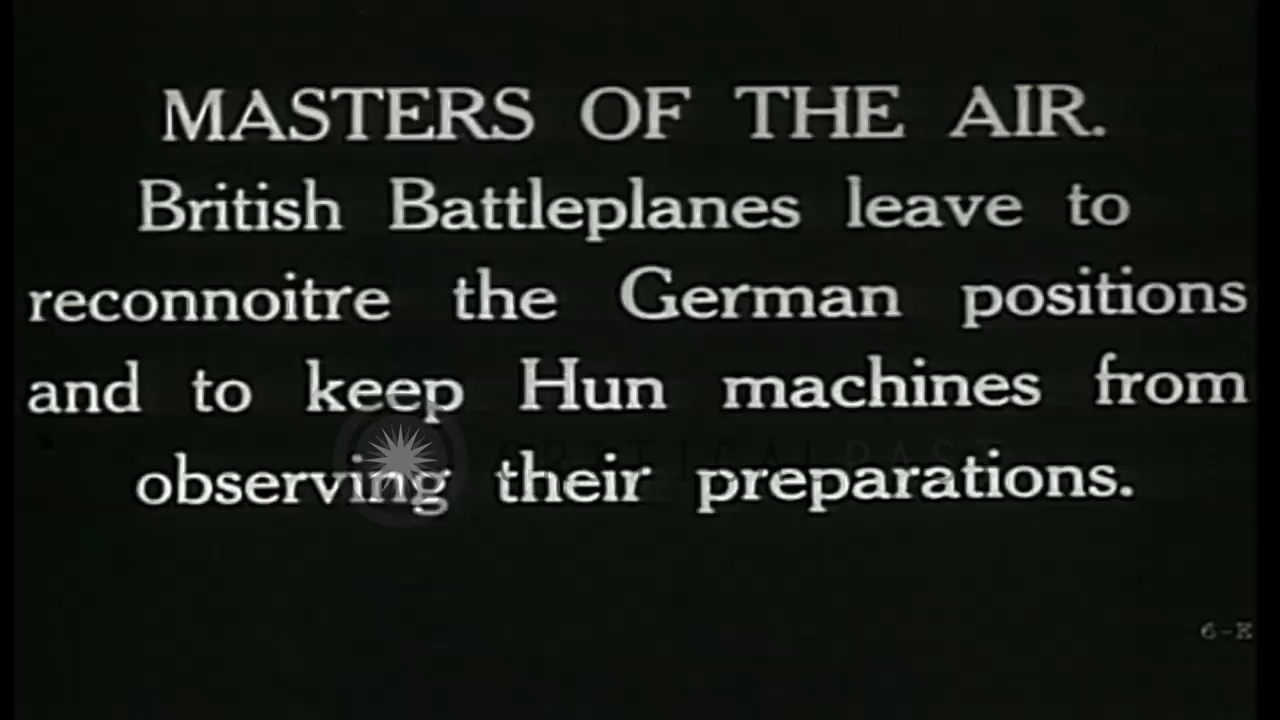 MASTERS OF THE AIR.
British Battleplanes leave to
reconnoitre the German positions
and to keep Hun machines from
observing their preparations.
CRITICALPAST
6-E